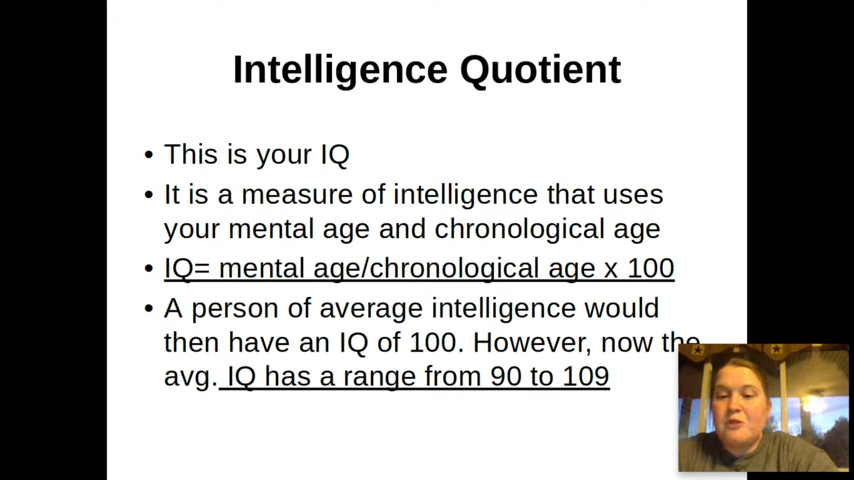 Intelligence Quotient
• This is your IQ
• It is a measure of intelligence that uses
your mental age and chronological age
• IQ= mental age/chronological age x 100
• A person of average intelligence would
then have an IQ of 100. However, now the
avg. IQ has a range from 90 to 109